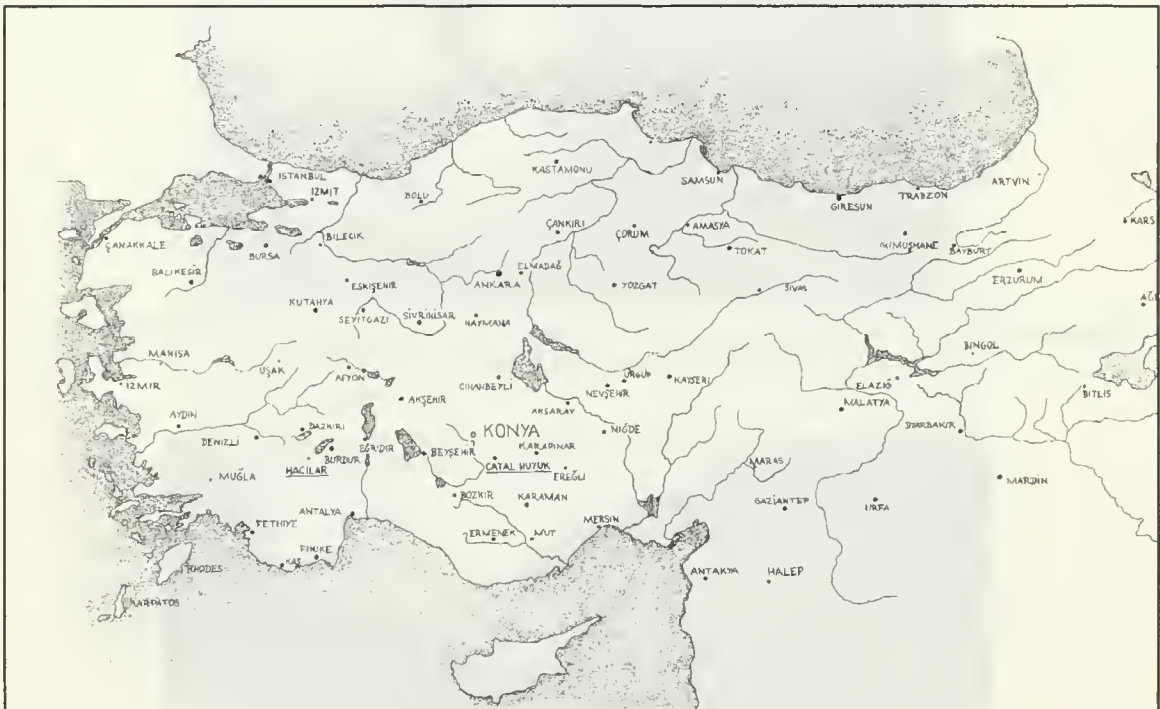 ISTANBUL
IZMIT
BOLU
KASTAMONU
SAMSUN
GIRESUN
TRABZON
ARTVIN
KARS
ÇANAKKALE
BURSA
BILECIK
ÇANKIRI
ÇORUM
AMASYA
TOKAT
GÜMÜSHANE
BAYBURT
ERZURUM
BALIKESIR
ESKIŞEHIR
ANKARA
ELMADAĞ
YOZGAT
SIVAS
KUTAHYA
SEYITGAZI
SIVRIHISAR
HAYMANA
BINGOL
MANISA
UŞAK
AFYON
CIHANBEYLI
NEVŞEHIR
URGUP
KAYSERI
ELAZIĞ
BITLIS
IZMIR
AKŞEHIR
AKSARAY
MALATYA
AYDIN
DENIZLI
DAZKIRI
EĞRIDIR
KONYA
NIĞDE
DIYARBAKIR
BURDUR
BEYŞEHIR
KARAPINAR
HACILAR
ÇATAL HUYUK
EREĞLI
MARAS
MUĞLA
BOZKIR
KARAMAN
GAZIANTEP
URFA
MARDIN
FETHIYE
ANTALYA
MERSIN
ERMENEK
MUT
FINIKE
KAŞ
RHODES
ANTAKYA
HALEP
KARPATOS